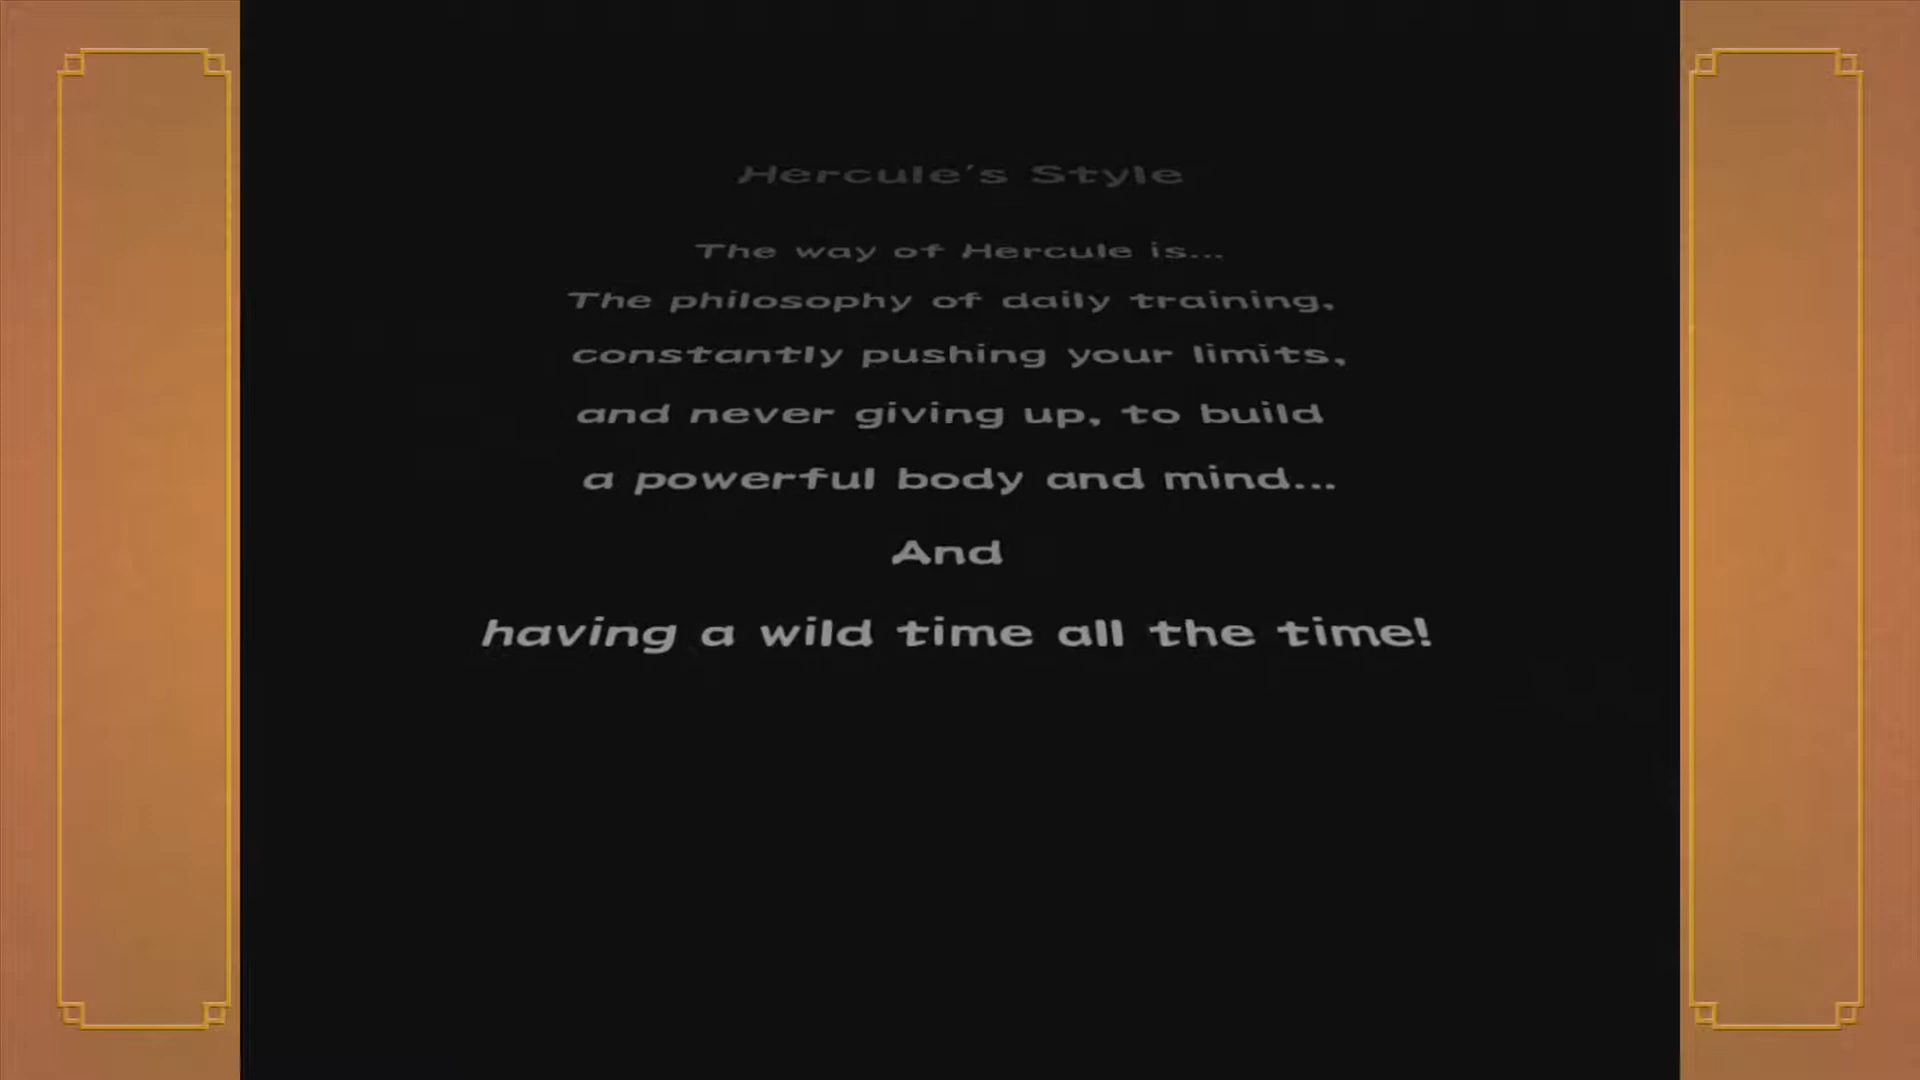 Hercule's Style
The way of Hercule is...
The philosophy of daily training,
constantly pushing your limits,
and never giving up, to build
a powerful body and mind...
And
having a wild time all the time!